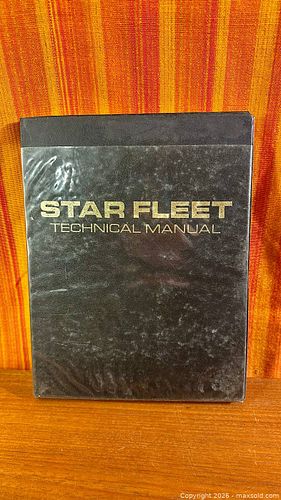 STAR FLEET
TECHNICAL MANUAL
Copyright 2026 - maxsold.com